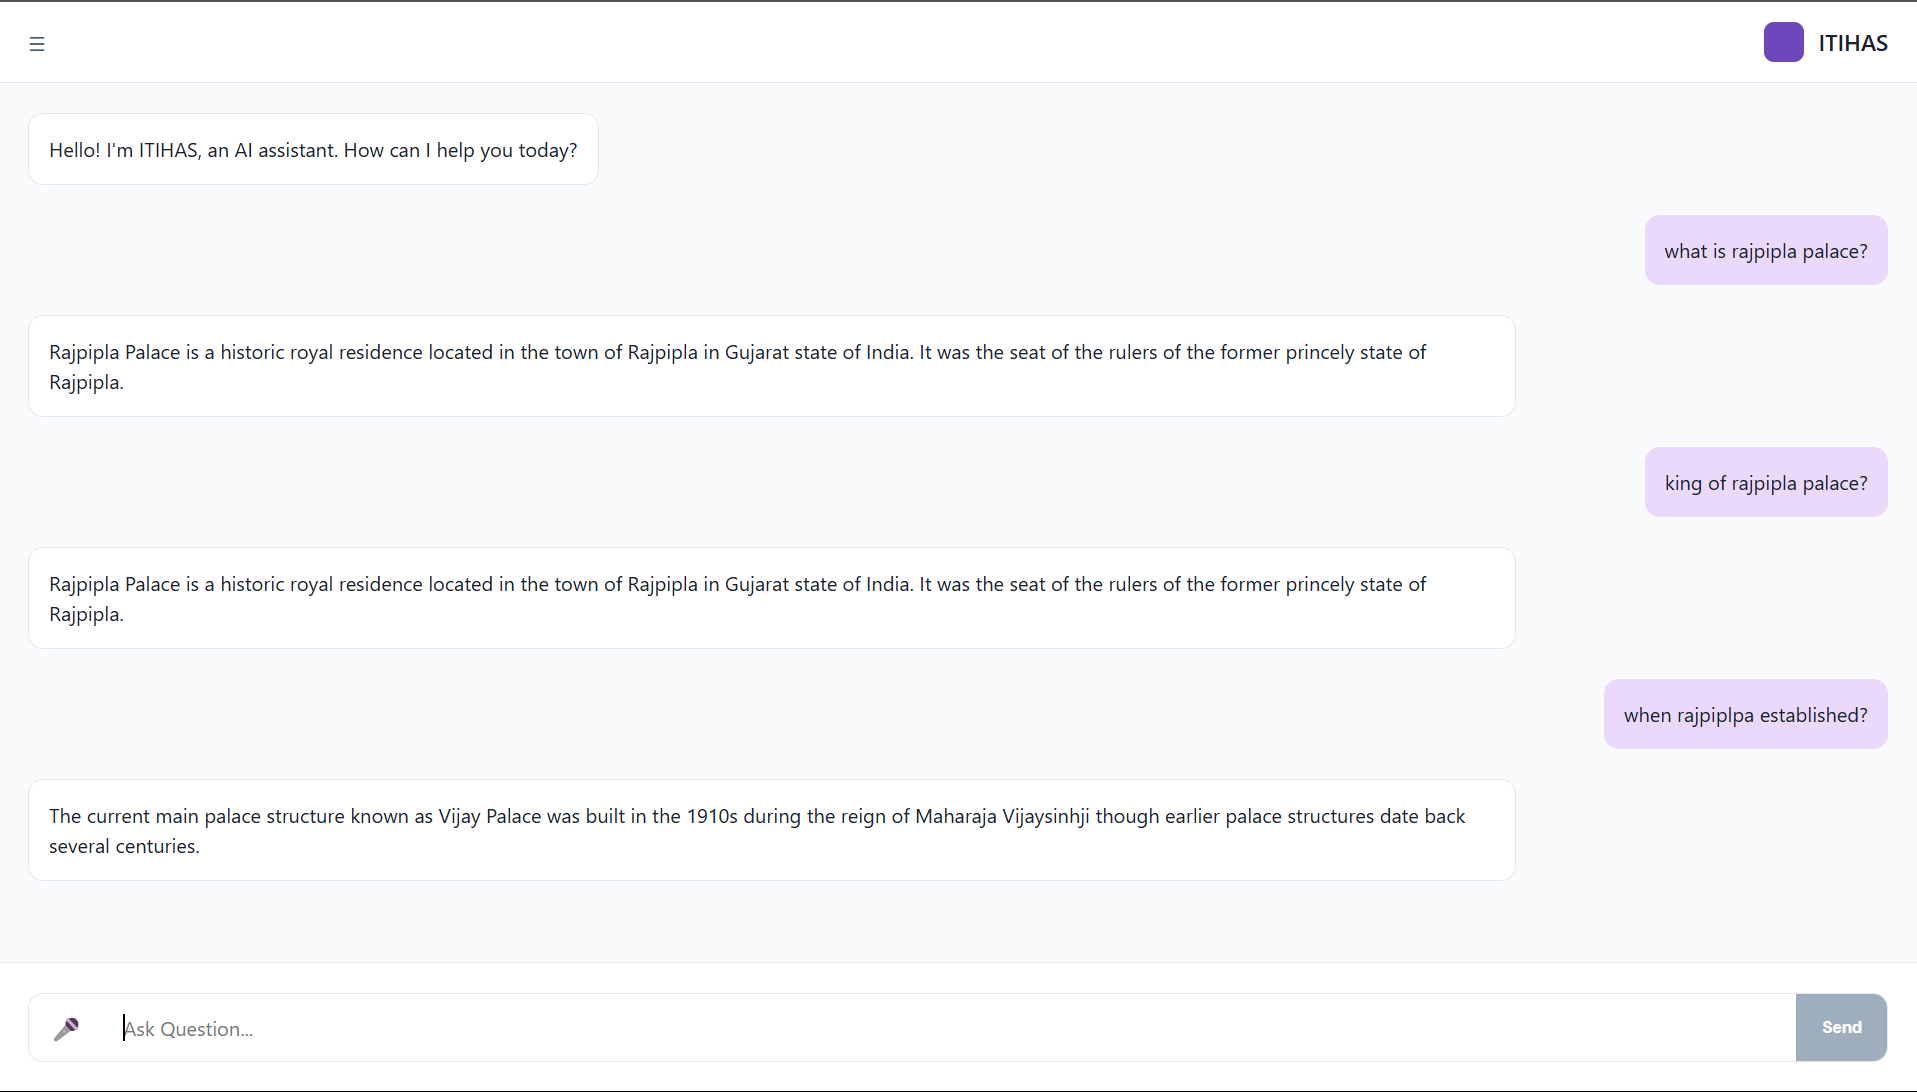 ☰
ITIHAS
Hello! I'm ITIHAS, an AI assistant. How can I help you today?
what is rajpipla palace?
Rajpipla Palace is a historic royal residence located in the town of Rajpipla in Gujarat state of India. It was the seat of the rulers of the former princely state of
Rajpipla.
king of rajpipla palace?
Rajpipla Palace is a historic royal residence located in the town of Rajpipla in Gujarat state of India. It was the seat of the rulers of the former princely state of
Rajpipla.
when rajpiplpa established?
The current main palace structure known as Vijay Palace was built in the 1910s during the reign of Maharaja Vijaysinhji though earlier palace structures date back
several centuries.
Ask Question...
Send